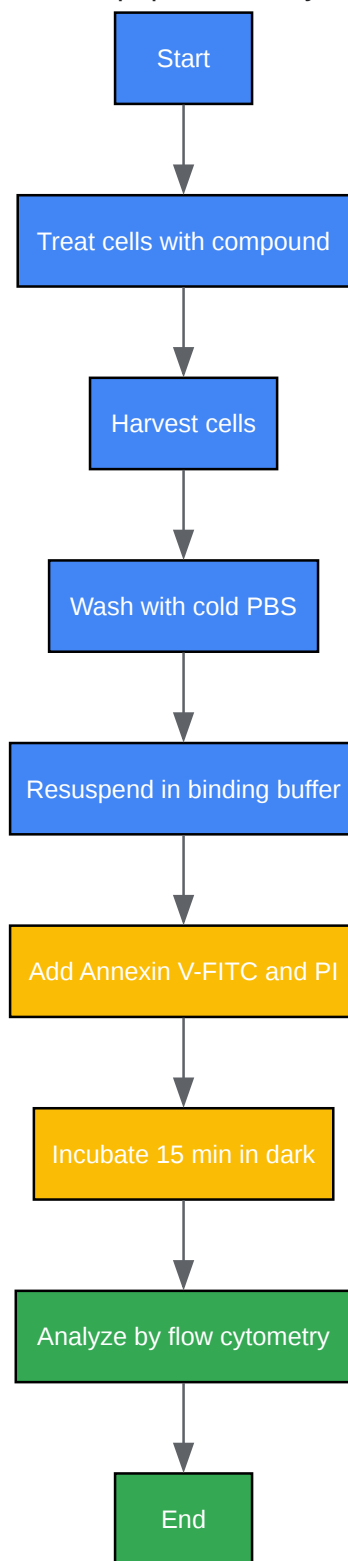 Start
Treat cells with compound
Harvest cells
Wash with cold PBS
Resuspend in binding buffer
Add Annexin V-FITC and PI
Incubate 15 min in dark
Analyze by flow cytometry
End